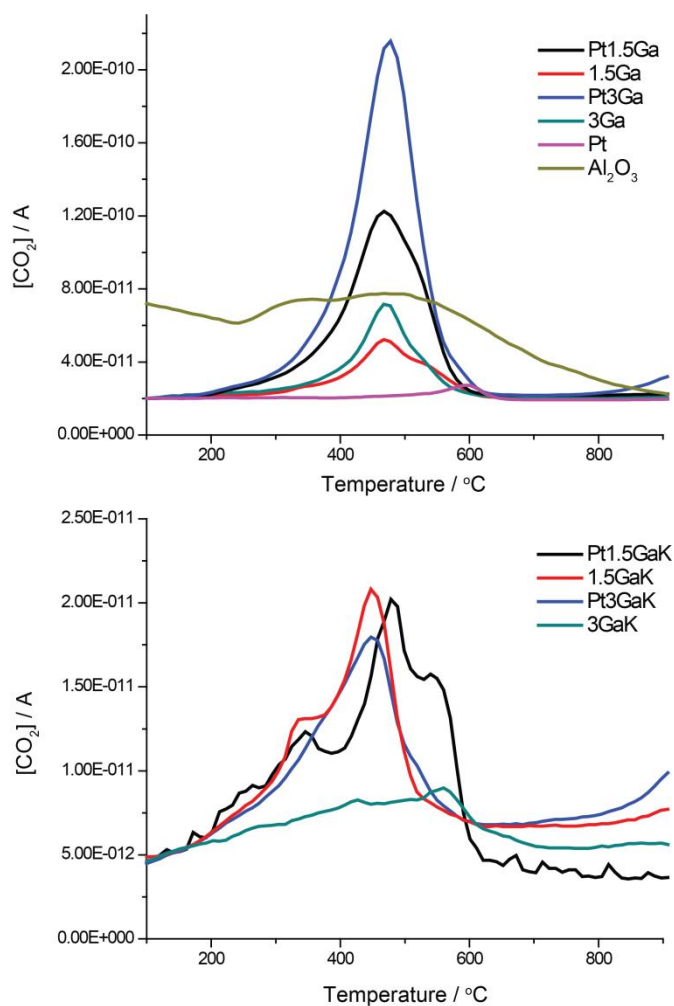 Pt1.5Ga
1.5Ga
Pt3Ga
3Ga
Pt
Al₂O₃
2.00E-010
1.60E-010
1.20E-010
8.00E-011
4.00E-011
0.00E+000
[CO₂] / A
200 400 600 800
Temperature / °C
Pt1.5GaK
1.5GaK
Pt3GaK
3GaK
2.50E-011
2.00E-011
1.50E-011
1.00E-011
5.00E-012
0.00E+000
[CO₂] / A
200 400 600 800
Temperature / °C